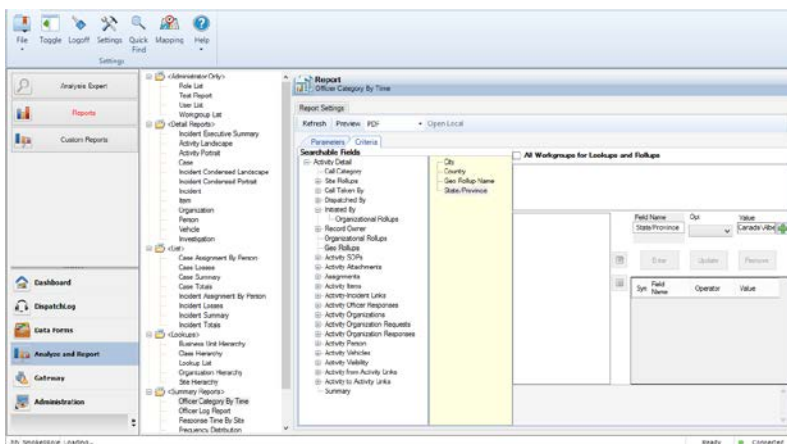 File
Toggle
Logoff
Settings
Quick Find
Mapping
Help
Settings
Analysis Expert
Reports
Custom Reports
Dashboard
DispatchLog
Data Forms
Analyze and Report
Gateway
Administration
<Administrator Only>
Role List
Test Report
User List
Workgroup List
<Detail Reports>
Incident Executive Summary
Activity Landscape
Activity Portrait
Case
Incident Condensed Landscape
Incident Condensed Portrait
Incident
Item
Organization
Person
Vehicle
Investigation
<List>
Case Assignment By Person
Case Losses
Case Summary
Case Totals
Incident Assignment By Person
Incident Losses
Incident Summary
Incident Totals
<Lookups>
Business Unit Hierarchy
Class Hierarchy
Lookup List
Organization Hierarchy
Site Hierarchy
<Summary Reports>
Officer Category By Time
Officer Log Report
Response Time By Site
Frequency Distribution
Report
Officer Category By Time
Report Settings
Refresh Preview PDF Open Local
Parameters Criteria
Searchable Fields
Activity Detail
Call Category
Site Rollups
Call Taken By
Dispatched By
Initiated By
Organizational Rollups
Record Owner
Organizational Rollups
Geo Rollups
Activity SOPs
Activity Attachments
Assignments
Activity Items
Activity-Incident Links
Activity Officer Responses
Activity Organizations
Activity Organization Requests
Activity Organization Responses
Activity Person
Activity Vehicles
Activity Visibility
Activity from Activity Links
Activity to Activity Links
Summary
City
Country
Geo Rollup Name
State/Province
All Workgroups for Lookups and Rollups
Field Name Opr Value
State/Province Canada\Albe
Enter Update Remove
Syn Field Name Operator Value
Ready Connected